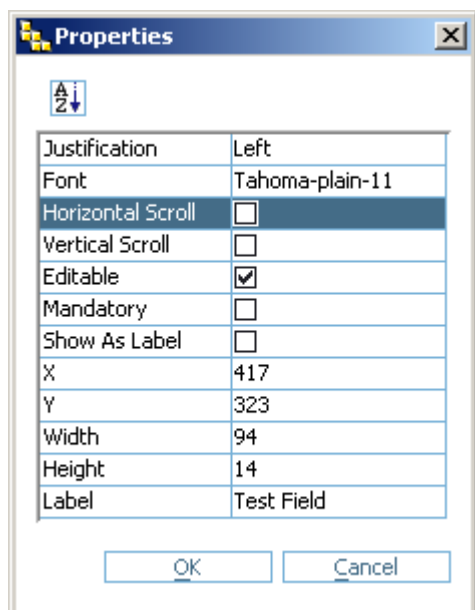 Properties
A
Z
Justification Left
Font Tahoma-plain-11
Horizontal Scroll
Vertical Scroll
Editable
Mandatory
Show As Label
X 417
Y 323
Width 94
Height 14
Label Test Field
OK Cancel